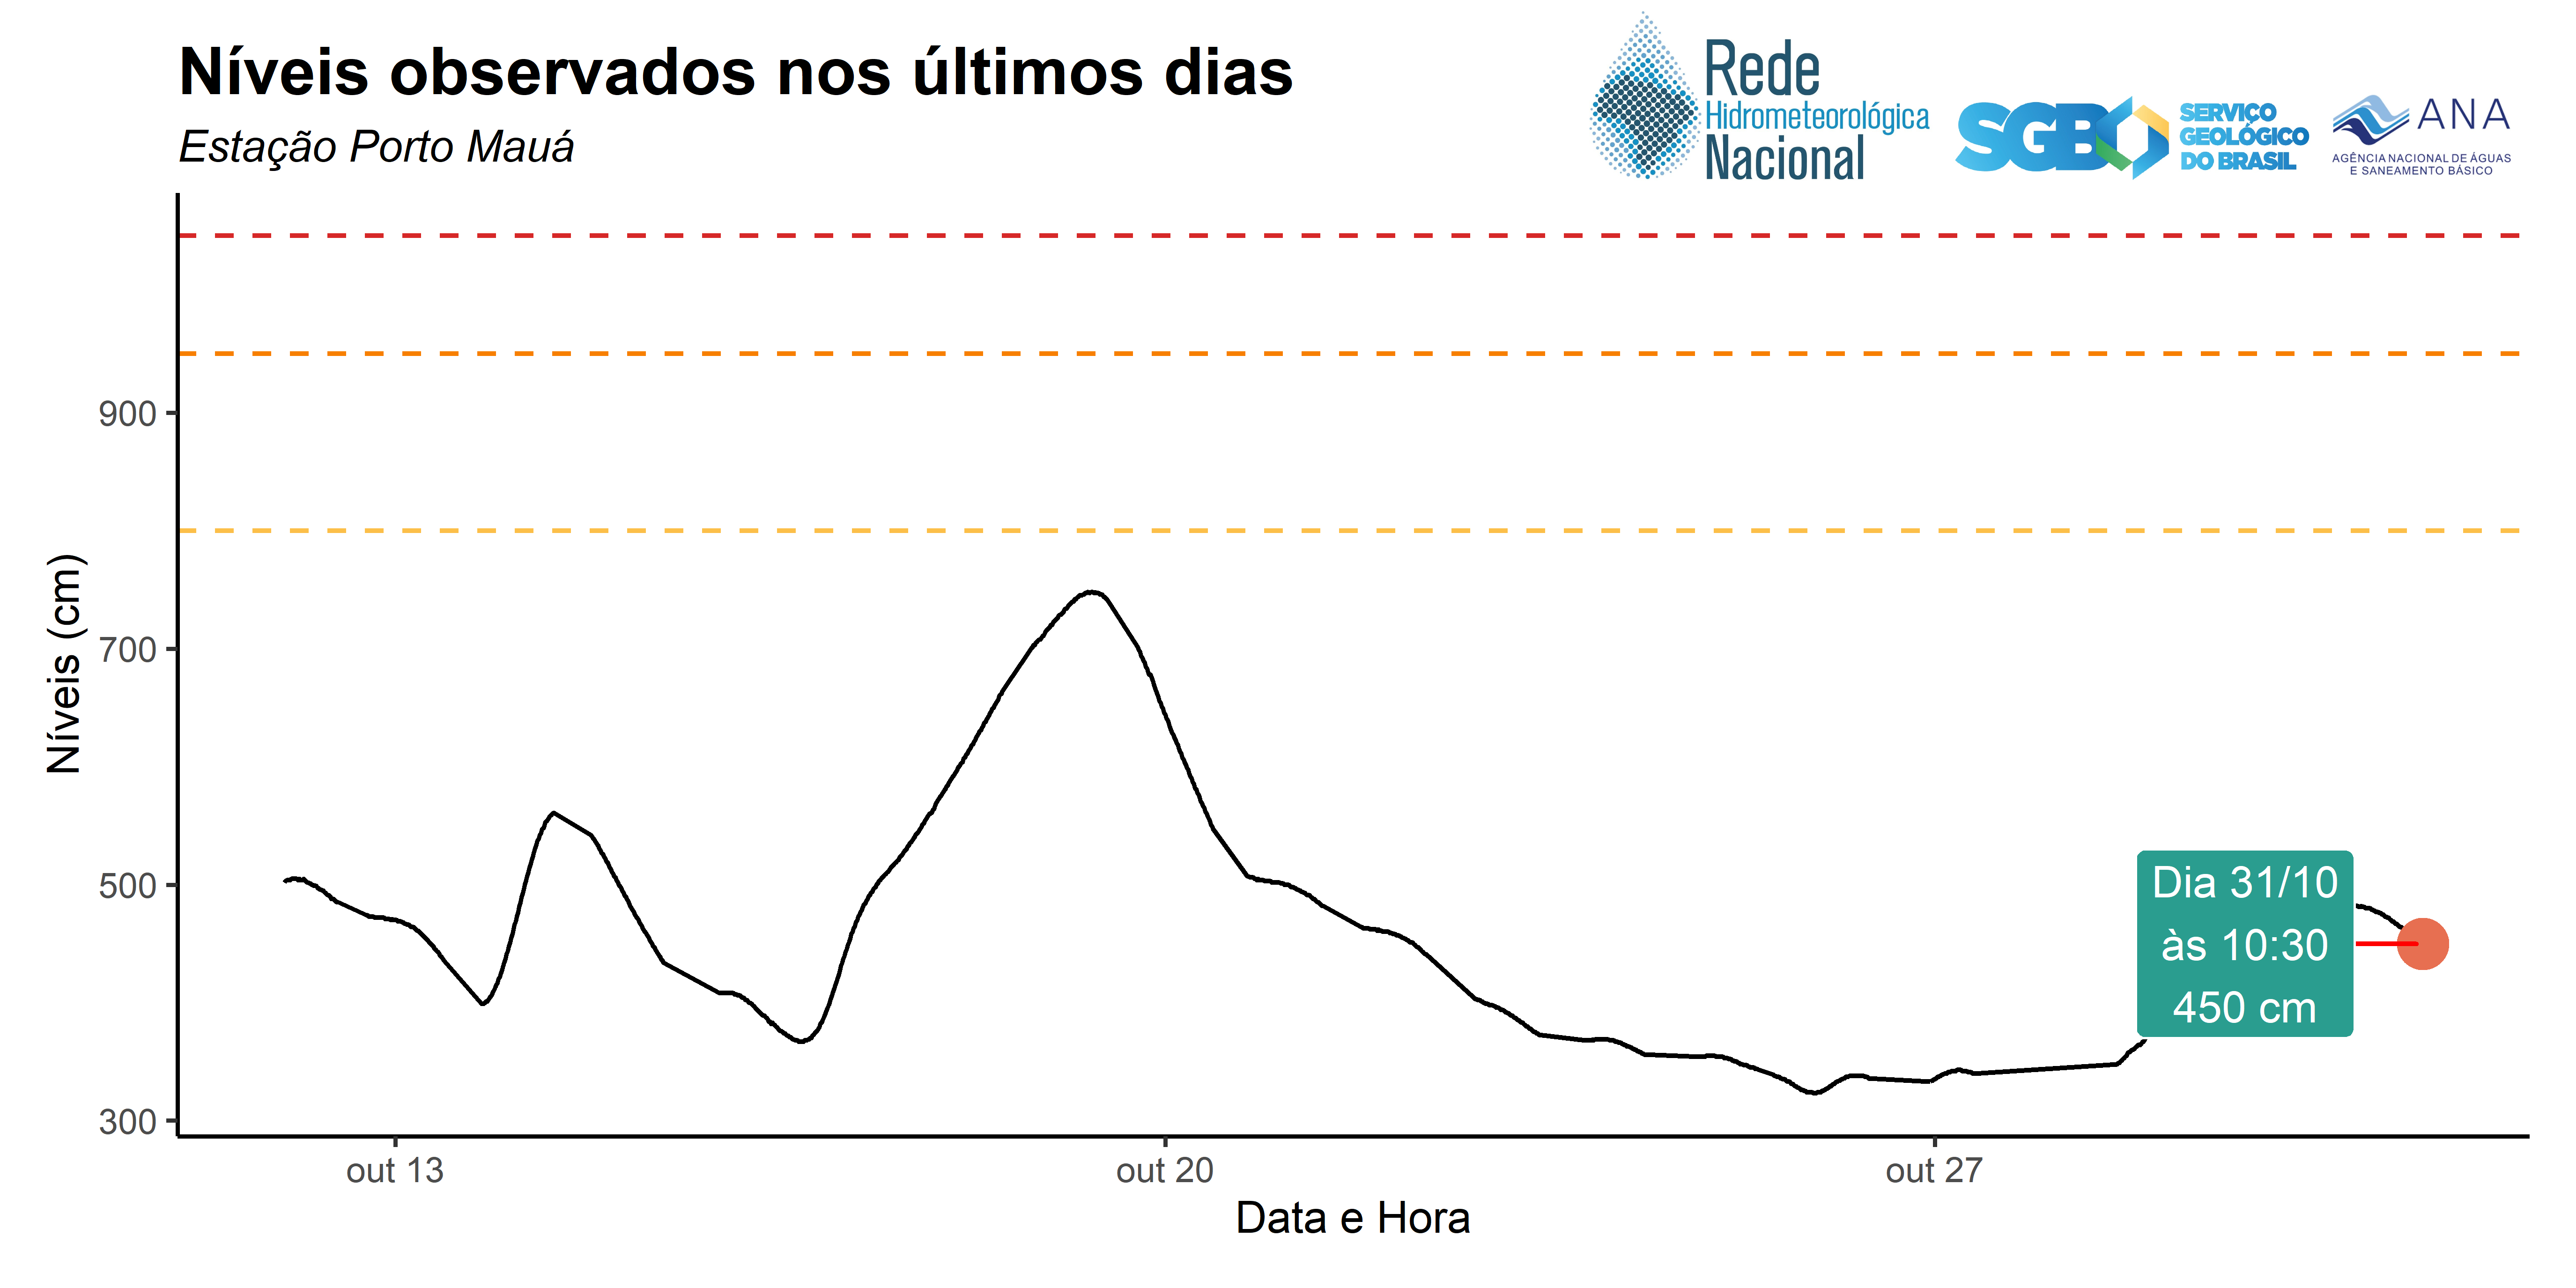 Níveis observados nos últimos dias
Estação Porto Mauá
Rede
Hidrometeorológica
Nacional
SGB
SERVIÇO
GEOLÓGICO
DO BRASIL
ANA
AGÊNCIA NACIONAL DE ÁGUAS
E SANEAMENTO BÁSICO
Níveis (cm)
900
700
500
300
Dia 31/10
às 10:30
450 cm
out 13
out 20
out 27
Data e Hora